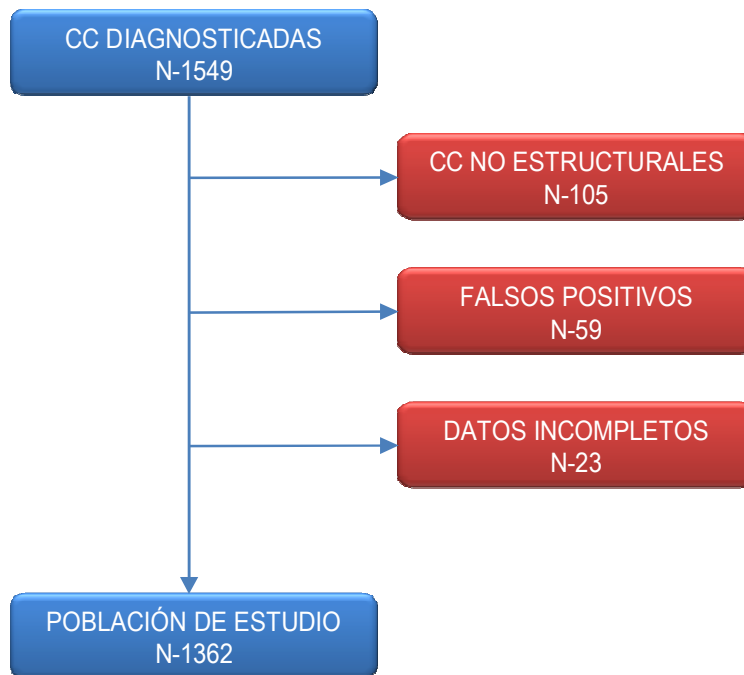 CC DIAGNOSTICADAS
N-1549
CC NO ESTRUCTURALES
N-105
FALSOS POSITIVOS
N-59
DATOS INCOMPLETOS
N-23
POBLACIÓN DE ESTUDIO
N-1362